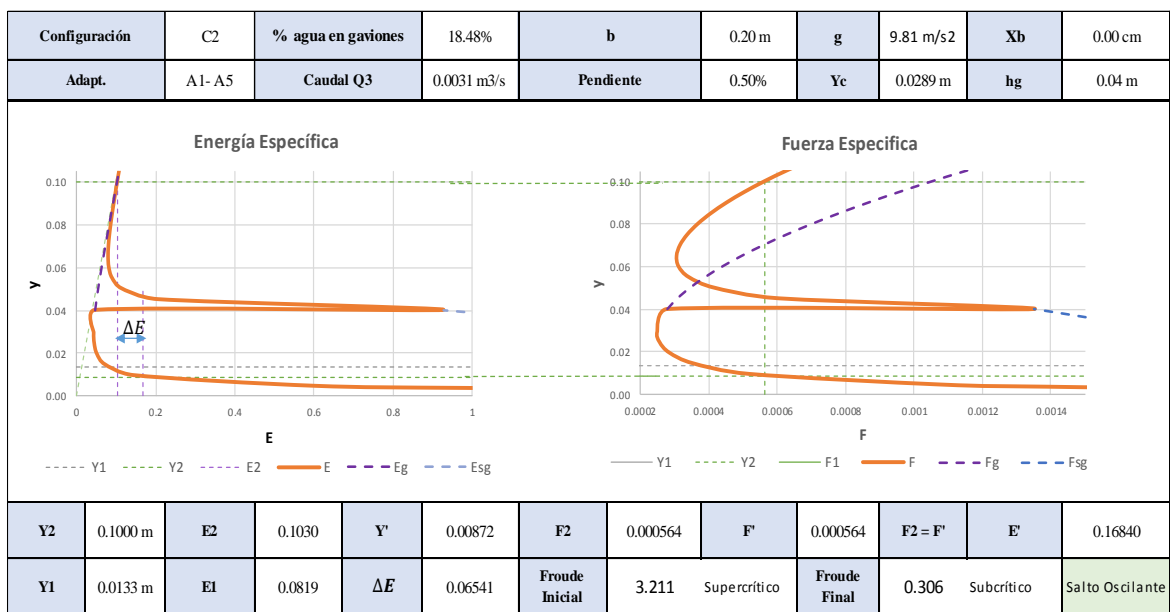 Configuración C2 % agua en gaviones 18.48% b 0.20 m g 9.81 m/s2 Xb 0.00 cm
Adapt. A1- A5 Caudal Q3 0.0031 m3/s Pendiente 0.50% Yc 0.0289 m hg 0.04 m
Energía Específica
0.10
0.08
0.06
0.04
0.02
0.00
y
ΔE
0 0.2 0.4 0.6 0.8 1
E
Y1 Y2 E2 E Eg Esg
Fuerza Especifica
0.10
0.08
0.06
0.04
0.02
0.00
y
0.0002 0.0004 0.0006 0.0008 0.001 0.0012 0.0014
F
Y1 Y2 F1 F Fg Fsg
Y2 0.1000 m E2 0.1030 Y' 0.00872 F2 0.000564 F' 0.000564 F2 = F' E' 0.16840
Y1 0.0133 m E1 0.0819 ΔE 0.06541 Froude Inicial 3.211 Supercrítico Froude Final 0.306 Subcrítico Salto Oscilante